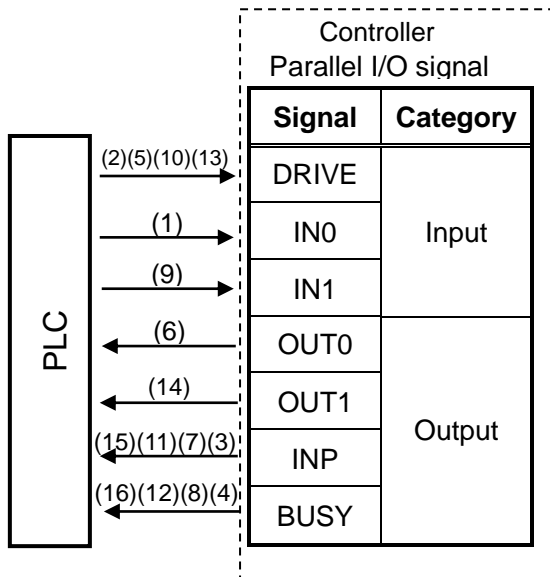 Controller
Parallel I/O signal
Signal Category
(2)(5)(10)(13) DRIVE
(1) IN0 Input
(9) IN1
PLC
(6) OUT0
(14) OUT1
Output
(15)(11)(7)(3) INP
(16)(12)(8)(4) BUSY